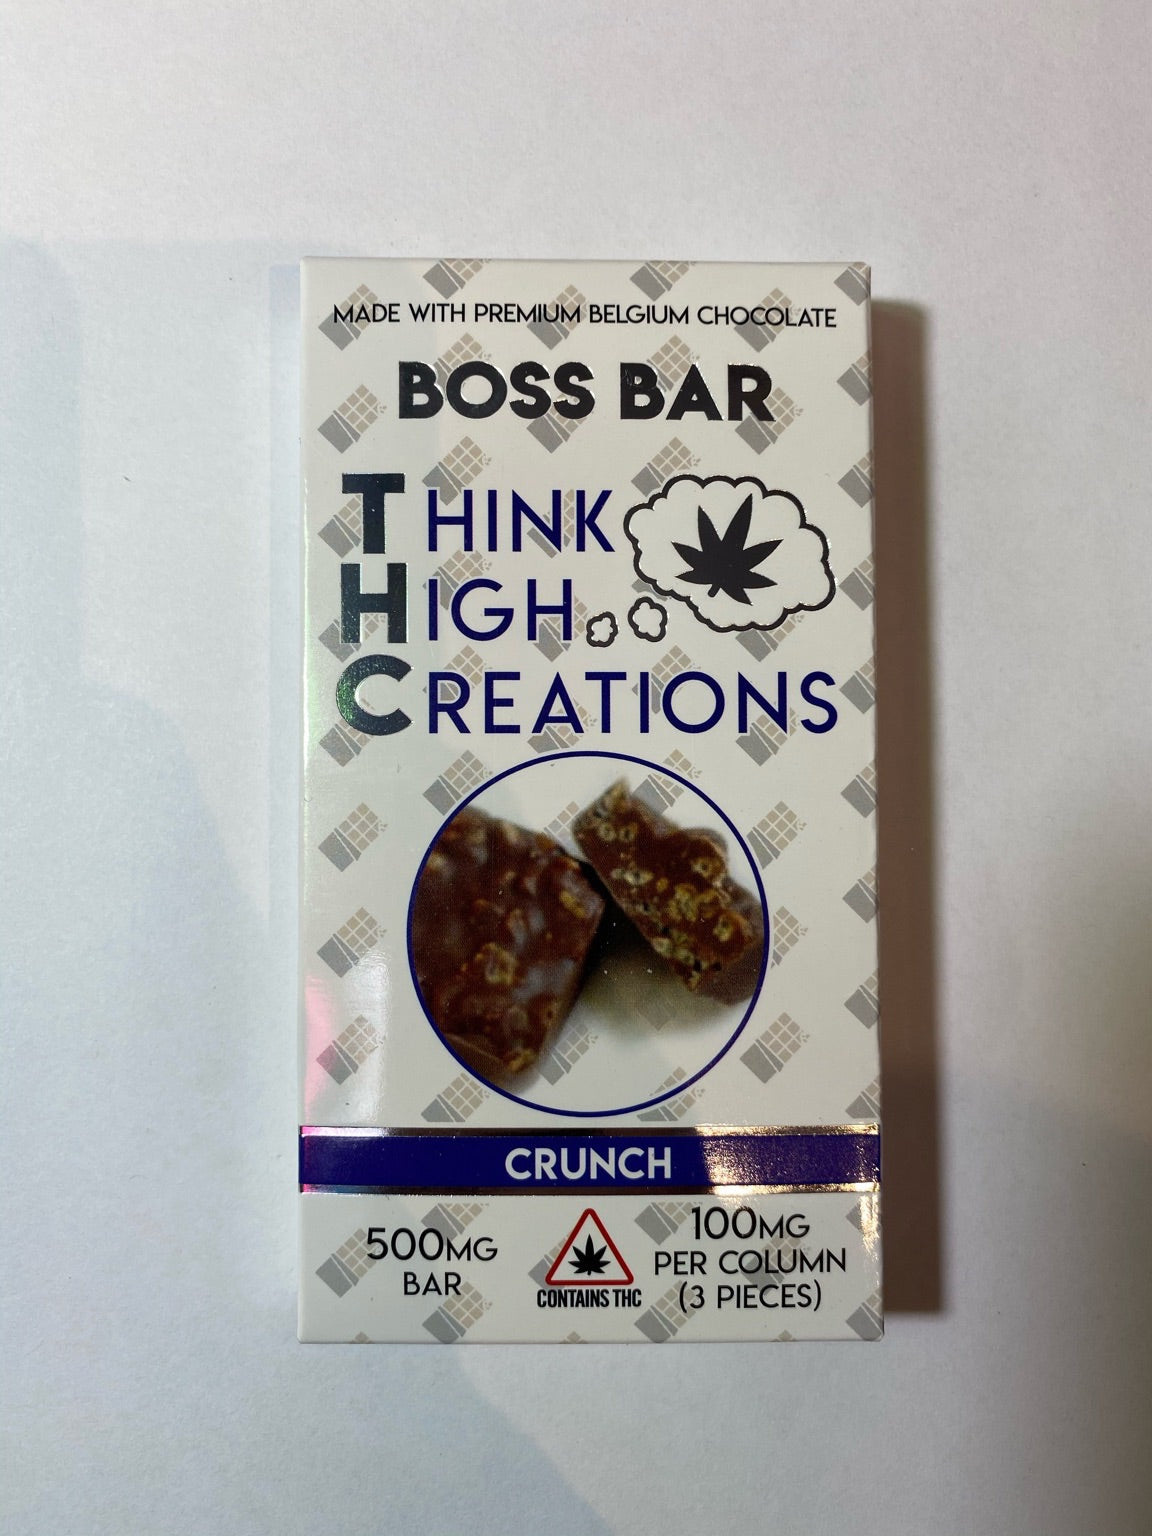 MADE WITH PREMIUM BELGIUM CHOCOLATE
BOSS BAR
THINK
HIGH
CREATIONS
CRUNCH
500MG
BAR
CONTAINS THC
100MG
PER COLUMN
(3 PIECES)